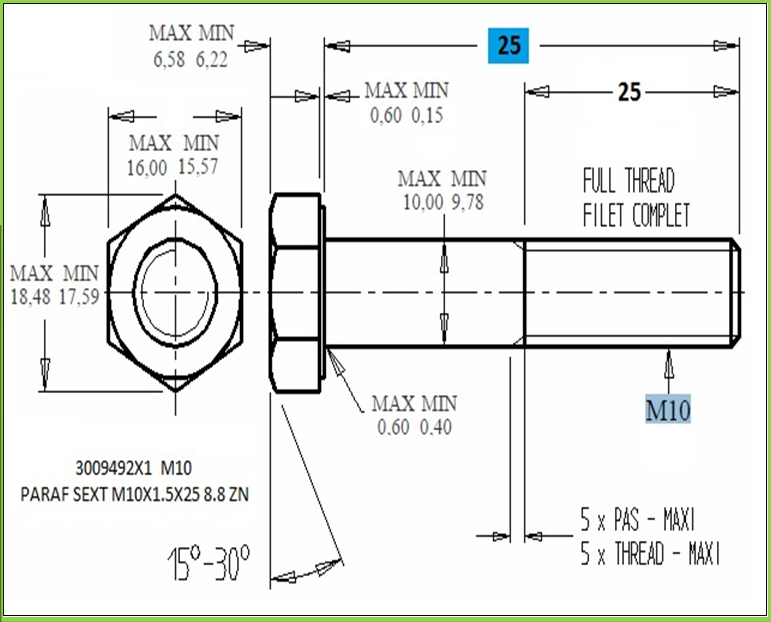 MAX MIN
6,58 6,22
25
MAX MIN
0,60 0,15
25
MAX MIN
16,00 15,57
MAX MIN
10,00 9,78
FULL THREAD
FILET COMPLET
MAX MIN
18,48 17,59
MAX MIN
0,60 0,40
M10
3009492X1 M10
PARAF SEXT M10X1.5X25 8.8 ZN
15°-30°
5 x PAS - MAXI
5 x THREAD - MAXI